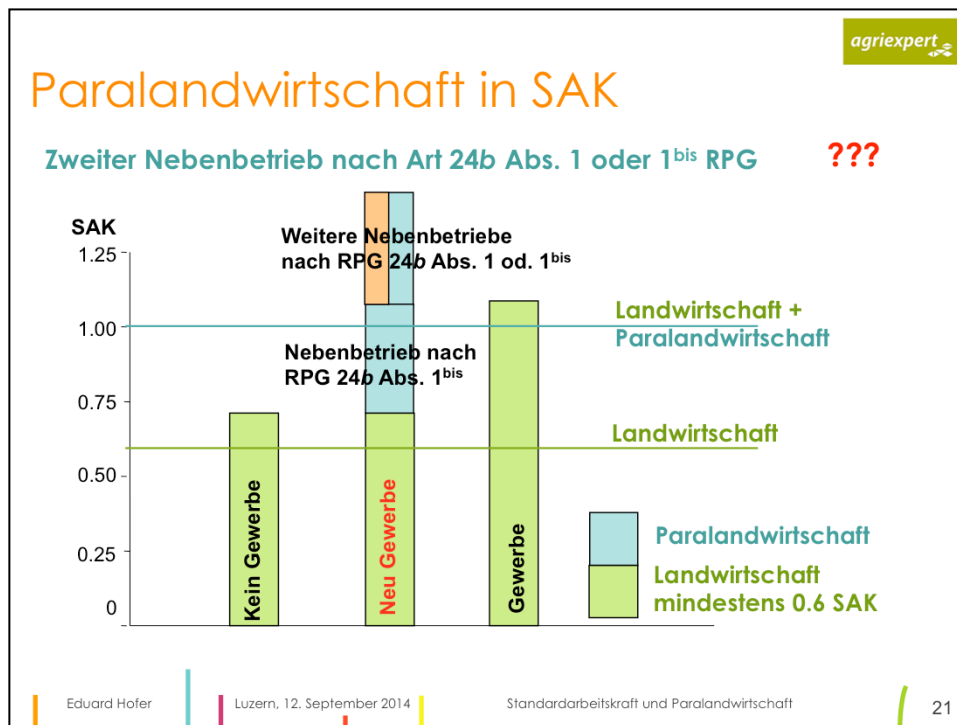 agriexpert
Paralandwirtschaft in SAK
Zweiter Nebenbetrieb nach Art 24b Abs. 1 oder 1bis RPG ???
SAK
Weitere Nebenbetriebe
nach RPG 24b Abs. 1 od. 1bis
1.25
Landwirtschaft +
Paralandwirtschaft
1.00
Nebenbetrieb nach
RPG 24b Abs. 1bis
0.75
Landwirtschaft
0.50
0.25
0
Kein Gewerbe
Neu Gewerbe
Gewerbe
Paralandwirtschaft
Landwirtschaft
mindestens 0.6 SAK
Eduard Hofer
Luzern, 12. September 2014
Standardarbeitskraft und Paralandwirtschaft
21